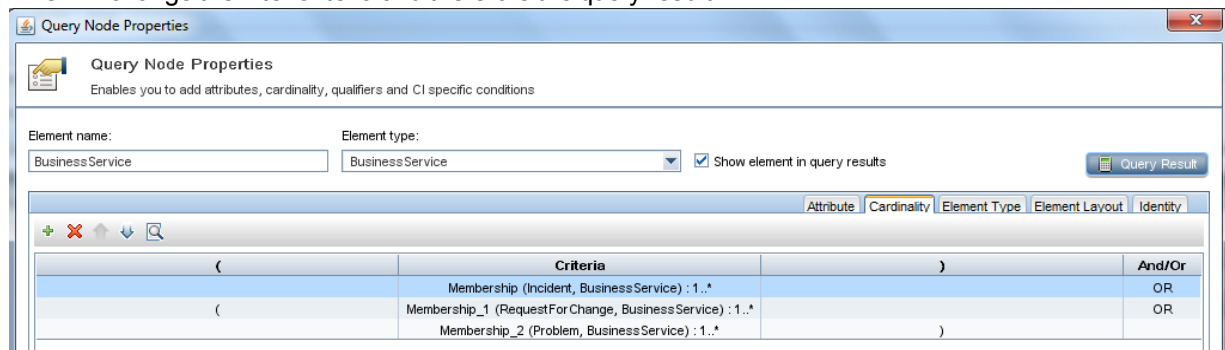 Query Node Properties
Query Node Properties
Enables you to add attributes, cardinality, qualifiers and CI specific conditions
Element name:
Element type:
BusinessService
BusinessService
Show element in query results
Query Result
Attribute Cardinality Element Type Element Layout Identity
( Criteria ) And/Or
Membership (Incident, BusinessService) : 1..* OR
( Membership_1 (RequestForChange, BusinessService) : 1..* OR
Membership_2 (Problem, BusinessService) : 1..* )